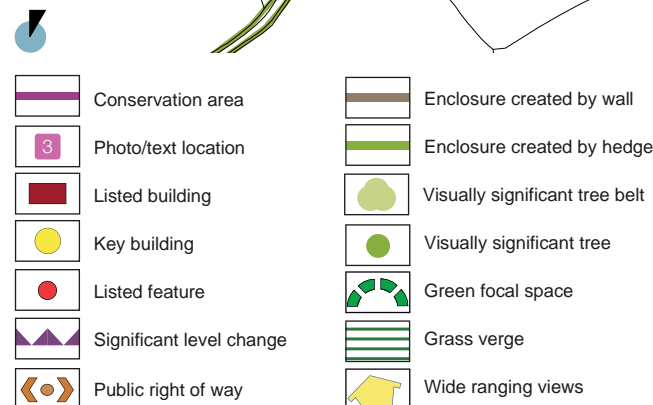 Conservation area
3
Photo/text location
Listed building
Key building
Listed feature
Significant level change
Public right of way
Enclosure created by wall
Enclosure created by hedge
Visually significant tree belt
Visually significant tree
Green focal space
Grass verge
Wide ranging views